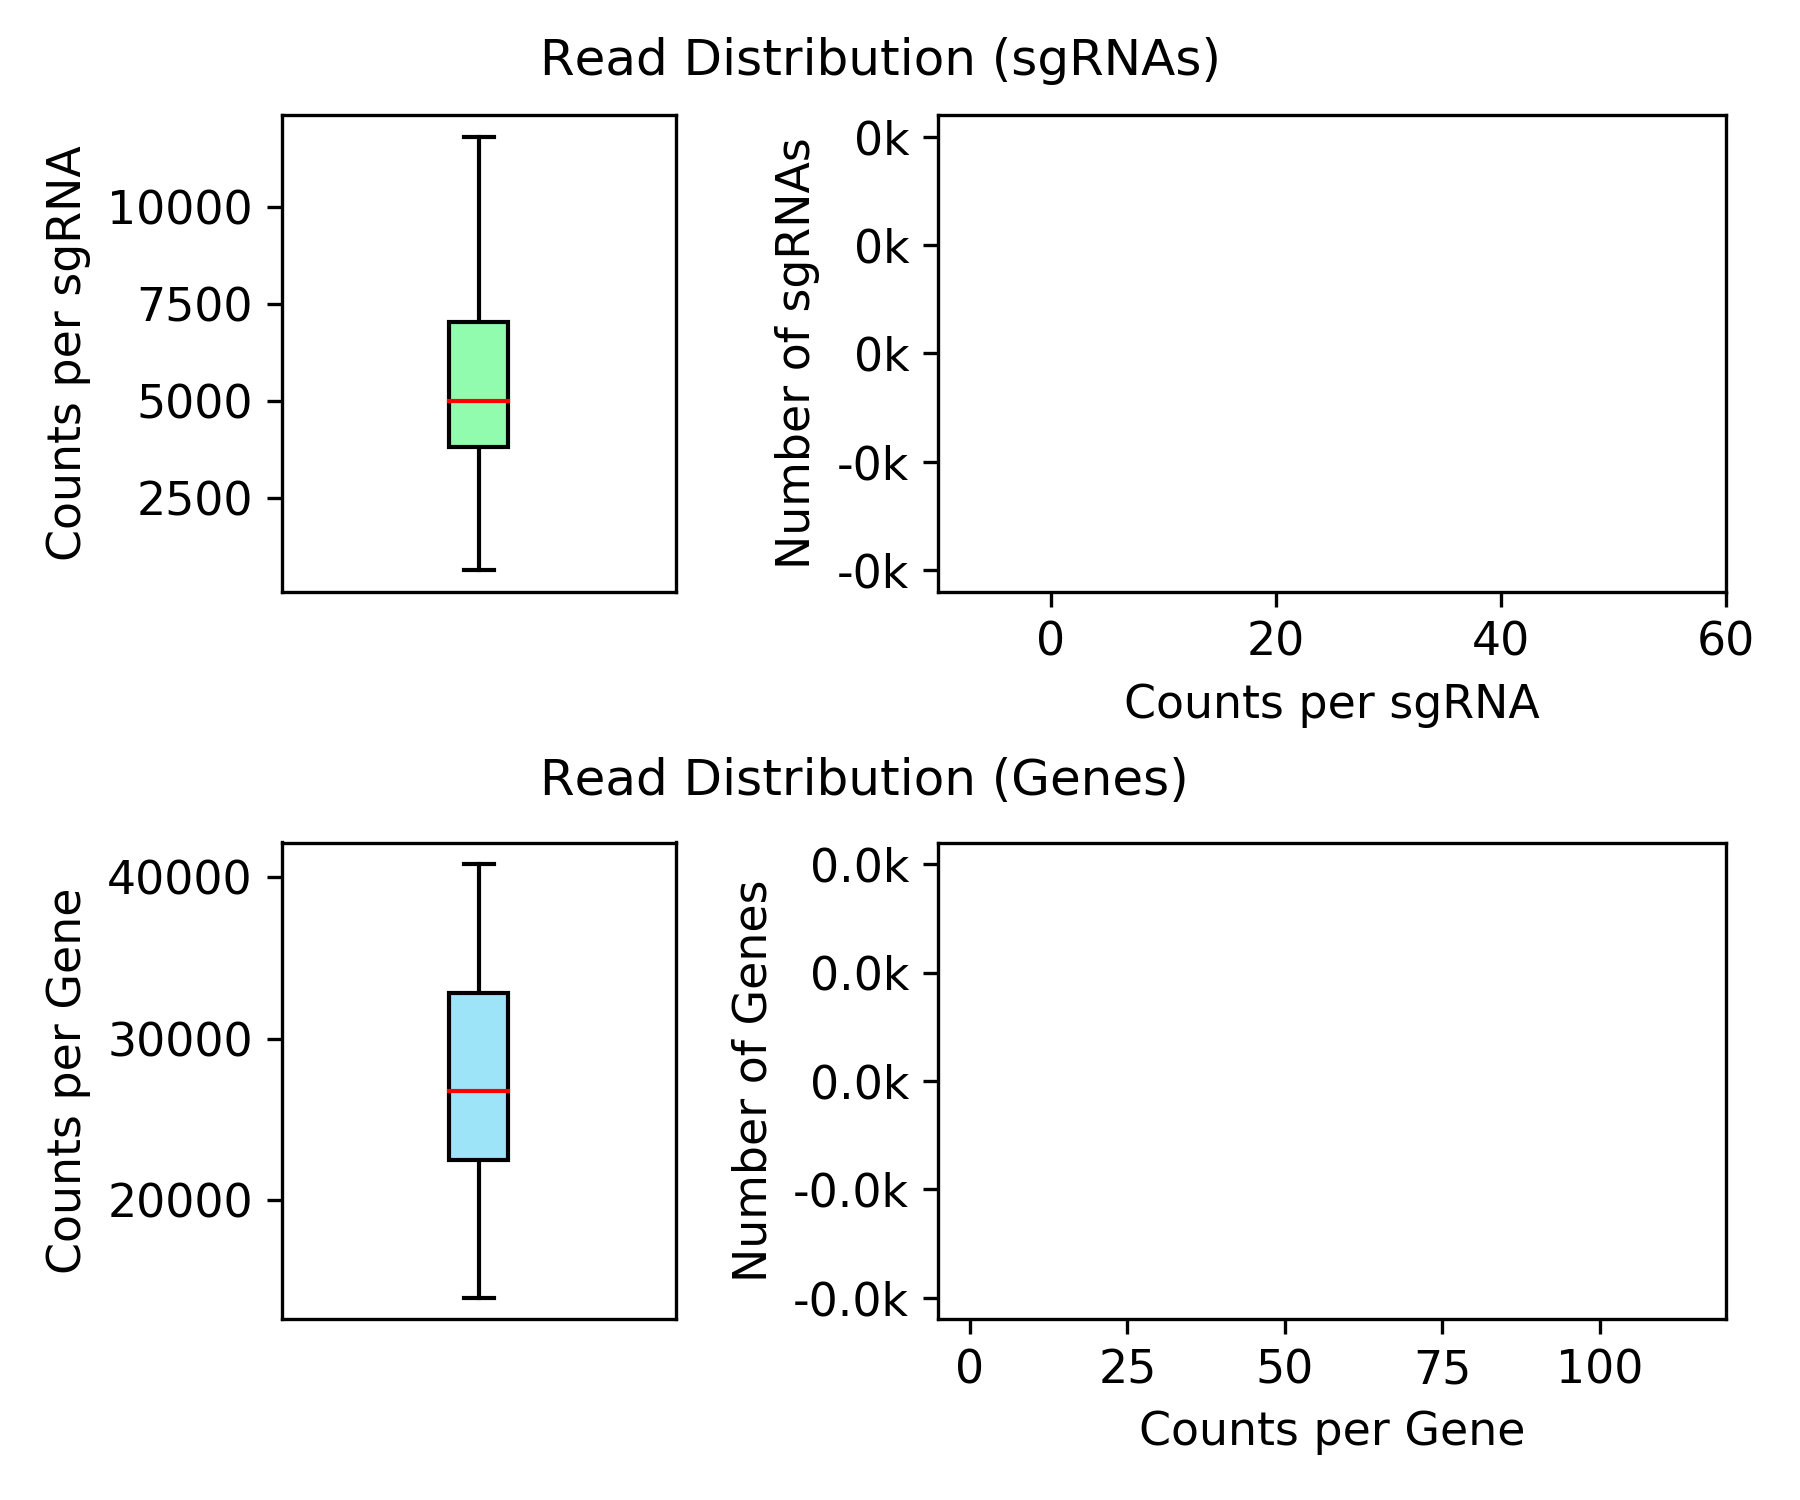 Read Distribution (sgRNAs)
Counts per sgRNA
10000
7500
5000
2500
Number of sgRNAs
0k
0k
0k
-0k
-0k
0 20 40 60
Counts per sgRNA
Read Distribution (Genes)
Counts per Gene
40000
30000
20000
Number of Genes
0.0k
0.0k
0.0k
-0.0k
-0.0k
0 25 50 75 100
Counts per Gene